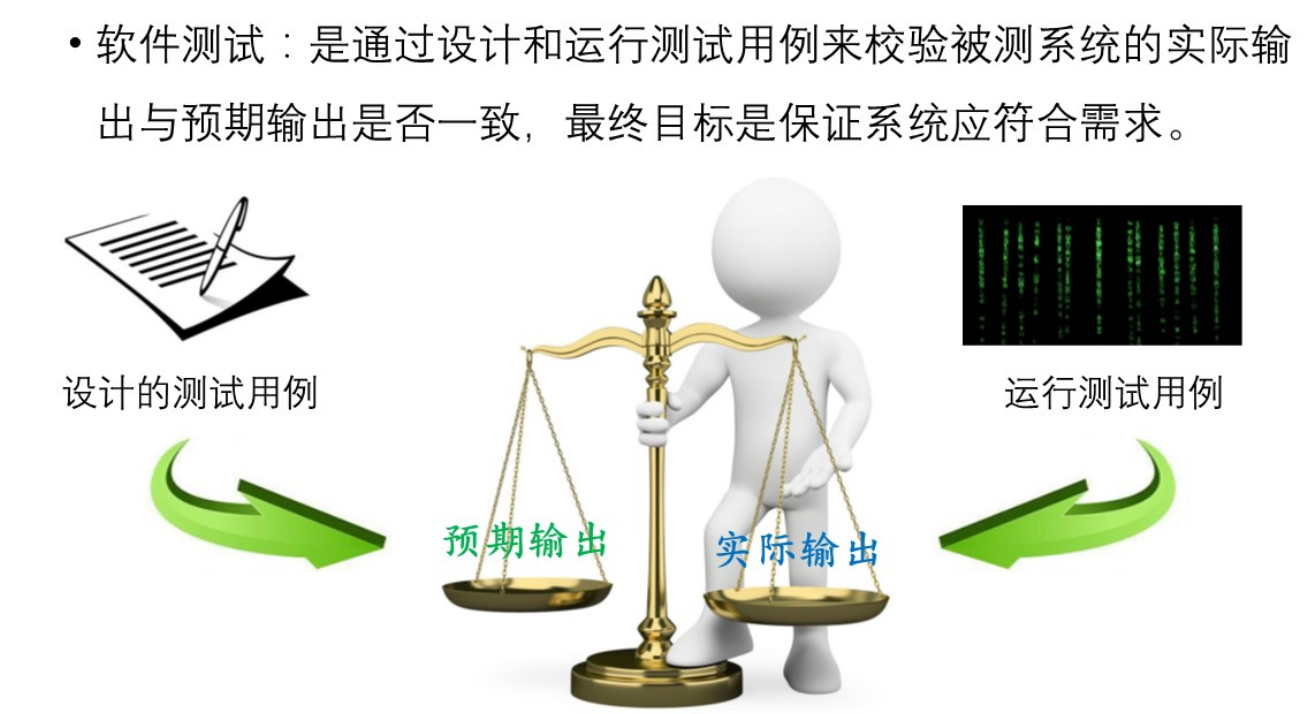 • 软件测试：是通过设计和运行测试用例来校验被测系统的实际输
出与预期输出是否一致，最终目标是保证系统应符合需求。
设计的测试用例
运行测试用例
预期输出
实际输出